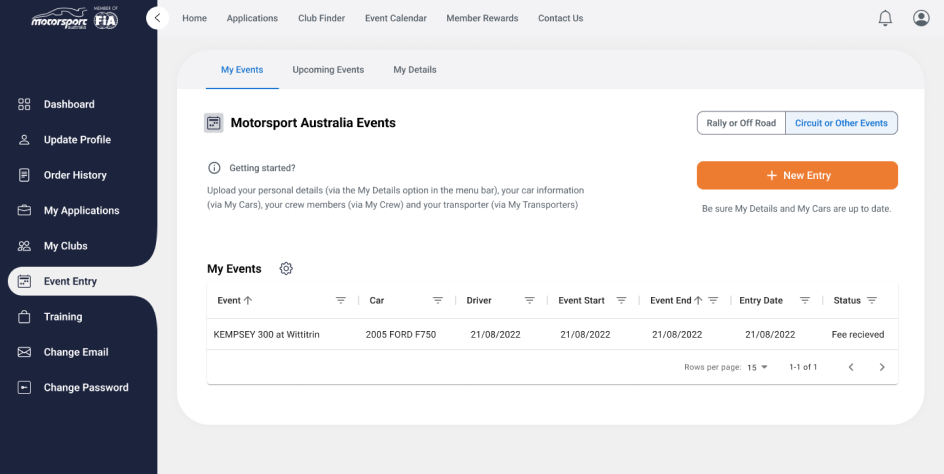 MEMBER OF
motorsport FiA
AUSTRALIA
Home Applications Club Finder Event Calendar Member Rewards Contact Us
Dashboard
Update Profile
Order History
My Applications
My Clubs
Event Entry
Training
Change Email
Change Password
My Events Upcoming Events My Details
Motorsport Australia Events
Rally or Off Road Circuit or Other Events
Getting started?
Upload your personal details (via the My Details option in the menu bar), your car information
(via My Cars), your crew members (via My Crew) and your transporter (via My Transporters)
+ New Entry
Be sure My Details and My Cars are up to date.
My Events
Event Car Driver Event Start Event End Entry Date Status
KEMPSEY 300 at Wittitrin 2005 FORD F750 21/08/2022 21/08/2022 21/08/2022 21/08/2022 Fee recieved
Rows per page: 15 1-1 of 1